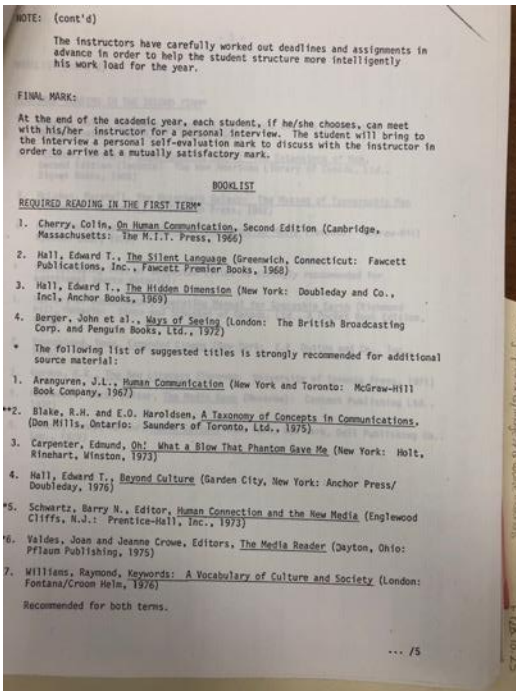 NOTE: (cont'd)
The instructors have carefully worked out deadlines and assignments in
advance in order to help the student structure more intelligently
his work load for the year.
FINAL MARK:
At the end of the academic year, each student, if he/she chooses, can meet
with his/her instructor for a personal interview. The student will bring to
the interview a personal self-evaluation mark to discuss with the instructor in
order to arrive at a mutually satisfactory mark.
BOOKLIST
REQUIRED READING IN THE FIRST TERM*
1. Cherry, Colin, On Human Communication, Second Edition (Cambridge,
Massachusetts: The M.I.T. Press, 1966)
2. Hall, Edward T., The Silent Language (Greenwich, Connecticut: Fawcett
Publications, Inc., Fawcett Premier Books, 1968)
3. Hall, Edward T., The Hidden Dimension (New York: Doubleday and Co.,
Incl, Anchor Books, 1969)
4. Berger, John et al., Ways of Seeing (London: The British Broadcasting
Corp. and Penguin Books, Ltd., 1972)
* The following list of suggested titles is strongly recommended for additional
source material:
1. Aranguren, J.L., Human Communication (New York and Toronto: McGraw-Hill
Book Company, 1967)
**2. Blake, R.H. and E.O. Haroldsen, A Taxonomy of Concepts in Communications,
(Don Mills, Ontario: Saunders of Toronto, Ltd., 1975)
3. Carpenter, Edmund, Oh! What a Blow That Phantom Gave Me (New York: Holt,
Rinehart, Winston, 1973)
4. Hall, Edward T., Beyond Culture (Garden City, New York: Anchor Press/
Doubleday, 1976)
*5. Schwartz, Barry N., Editor, Human Connection and the New Media (Englewood
Cliffs, N.J.: Prentice-Hall, Inc., 1973)
*6. Valdes, Joan and Jeanne Crowe, Editors, The Media Reader (Dayton, Ohio:
Pflaum Publishing, 1975)
7. Williams, Raymond, Keywords: A Vocabulary of Culture and Society (London:
Fontana/Croom Helm, 1976)
Recommended for both terms.
... /5